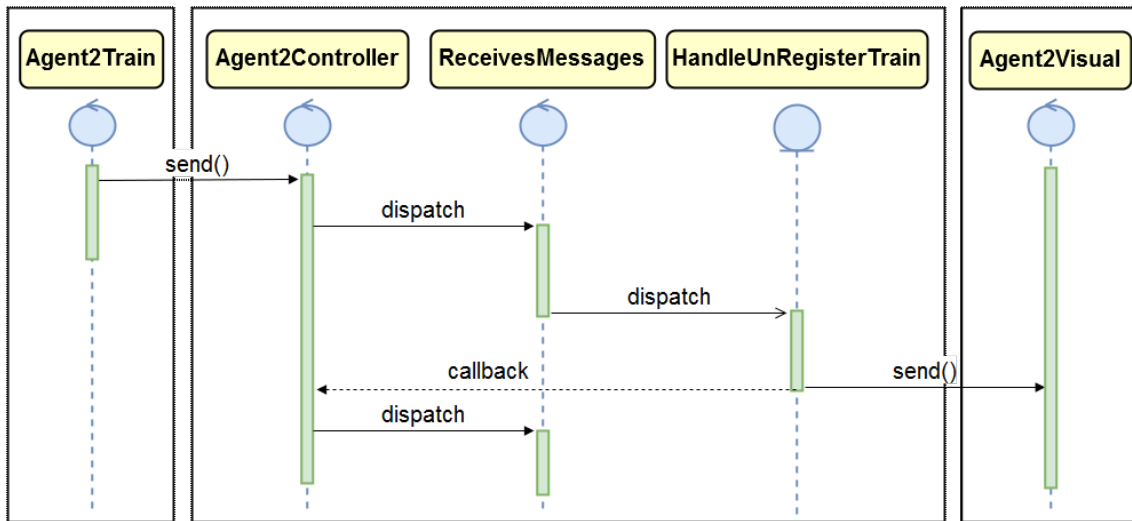 Agent2Train
Agent2Controller
ReceivesMessages
HandleUnRegisterTrain
Agent2Visual
send()
dispatch
dispatch
callback
send()
dispatch